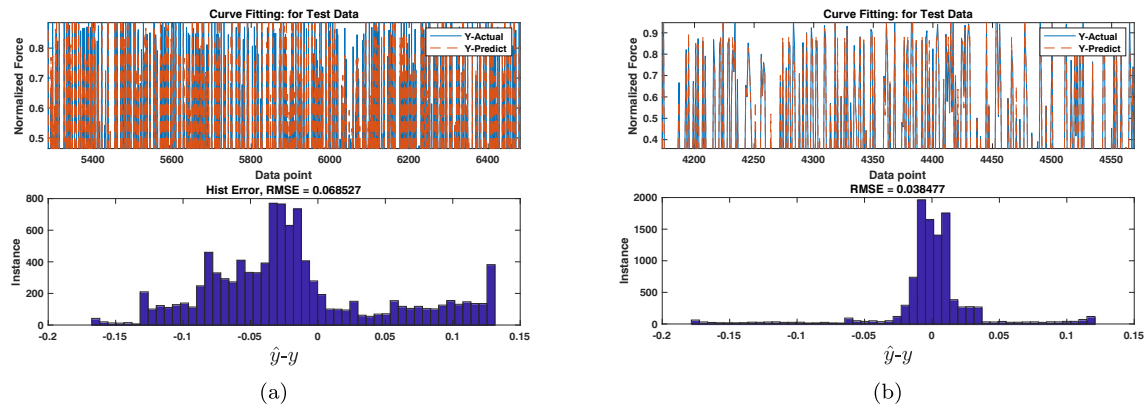 Curve Fitting: for Test Data
Normalized Force
0.8
0.7
0.6
0.5
Y-Actual
Y-Predict
5400 5600 5800 6000 6200 6400
Data point
Hist Error, RMSE = 0.068527
Instance
800
600
400
200
0
-0.2 -0.15 -0.1 -0.05 0 0.05 0.1 0.15
ŷ-y
(a)
Curve Fitting: for Test Data
Normalized Force
0.9
0.8
0.7
0.6
0.5
0.4
Y-Actual
Y-Predict
4200 4250 4300 4350 4400 4450 4500 4550
Data point
RMSE = 0.038477
Instance
2000
1500
1000
500
0
-0.2 -0.15 -0.1 -0.05 0 0.05 0.1 0.15
ŷ-y
(b)